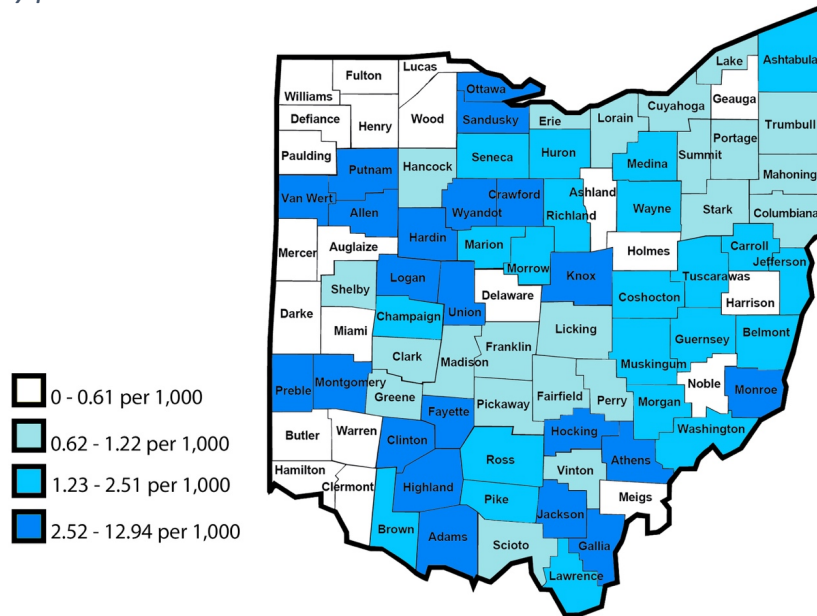 Lake
Ashtabula
Lucas
Fulton
Geauga
Williams
Ottawa
Cuyahoga
Defiance
Henry
Wood
Sandusky
Erie
Lorain
Trumbull
Portage
Summit
Paulding
Putnam
Hancock
Seneca
Huron
Medina
Mahoning
Van Wert
Allen
Wyandot
Crawford
Ashland
Richland
Wayne
Stark
Columbiana
Mercer
Auglaize
Hardin
Marion
Morrow
Holmes
Carroll
Jefferson
Tuscarawas
Logan
Knox
Shelby
Union
Delaware
Coshocton
Harrison
Darke
Champaign
Miami
Licking
Guernsey
Belmont
Franklin
Clark
Madison
Muskingum
Noble
Monroe
0 - 0.61 per 1,000
Preble
Montgomery
Greene
Fairfield
Perry
Morgan
Pickaway
Fayette
Washington
0.62 - 1.22 per 1,000
Butler
Warren
Clinton
Hocking
Athens
Ross
Vinton
Hamilton
1.23 - 2.51 per 1,000
Clermont
Highland
Pike
Meigs
Jackson
2.52 - 12.94 per 1,000
Brown
Adams
Scioto
Gallia
Lawrence